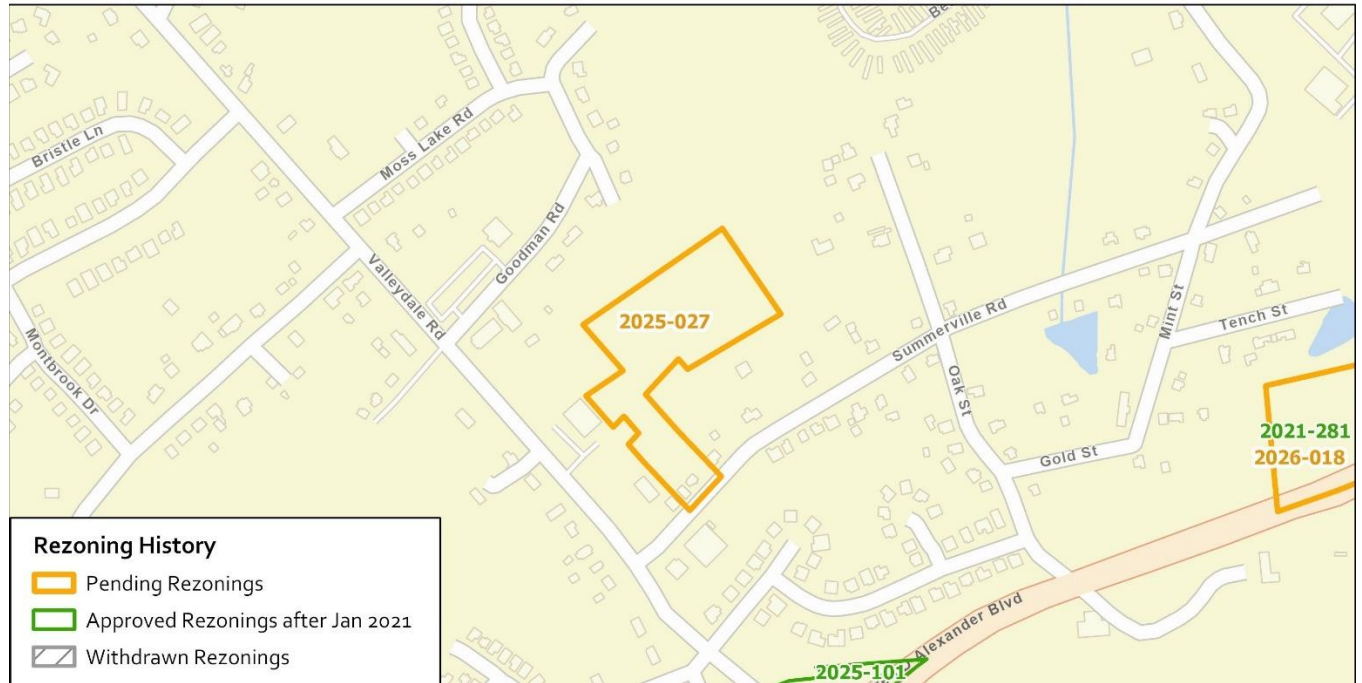 Be
Bristle Ln
Moss Lake Rd
Goodman Rd
Valleydale Rd
Montbrook Dr
2025-027
Summerville Rd
Oak St
Mint St
Tench St
Gold St
2021-281
2026-018
Alexander Blvd
2025-101
Rezoning History
Pending Rezonings
Approved Rezonings after Jan 2021
Withdrawn Rezonings